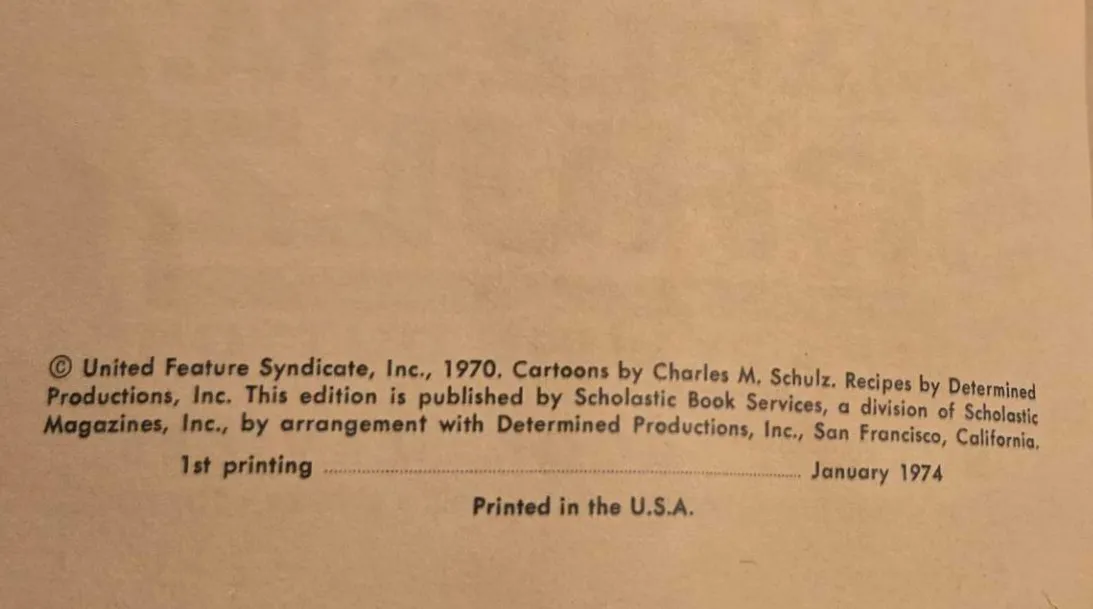 © United Feature Syndicate, Inc., 1970. Cartoons by Charles M. Schulz. Recipes by Determined
Productions, Inc. This edition is published by Scholastic Book Services, a division of Scholastic
Magazines, Inc., by arrangement with Determined Productions, Inc., San Francisco, California.
1st printing ........................................................................ January 1974
Printed in the U.S.A.